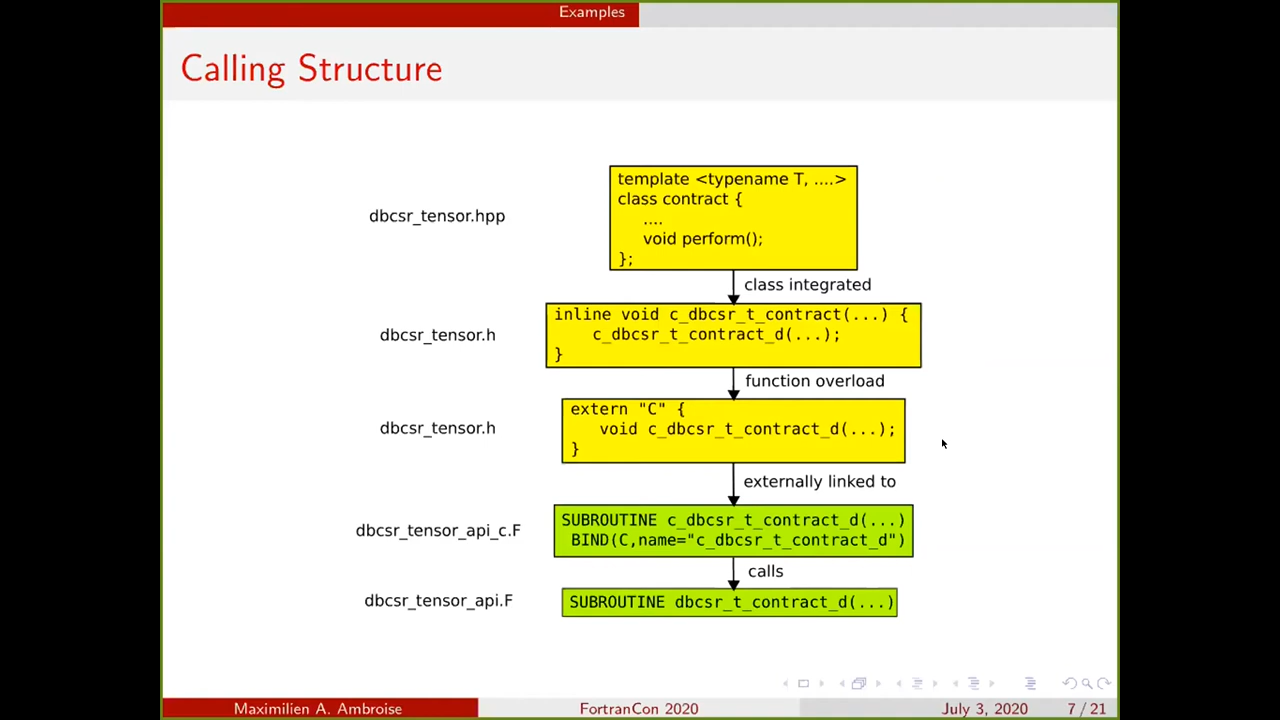 Examples
Calling Structure
dbcsr_tensor.hpp
template <typename T, ....>
class contract {
....
void perform();
};
class integrated
dbcsr_tensor.h
inline void c_dbcsr_t_contract(...) {
c_dbcsr_t_contract_d(...);
}
function overload
dbcsr_tensor.h
extern "C" {
void c_dbcsr_t_contract_d(...);
}
externally linked to
dbcsr_tensor_api_c.F
SUBROUTINE c_dbcsr_t_contract_d(...)
BIND(C,name="c_dbcsr_t_contract_d")
calls
dbcsr_tensor_api.F
SUBROUTINE dbcsr_t_contract_d(...)
Maximilien A. Ambroise FortranCon 2020 July 3, 2020 7 / 21